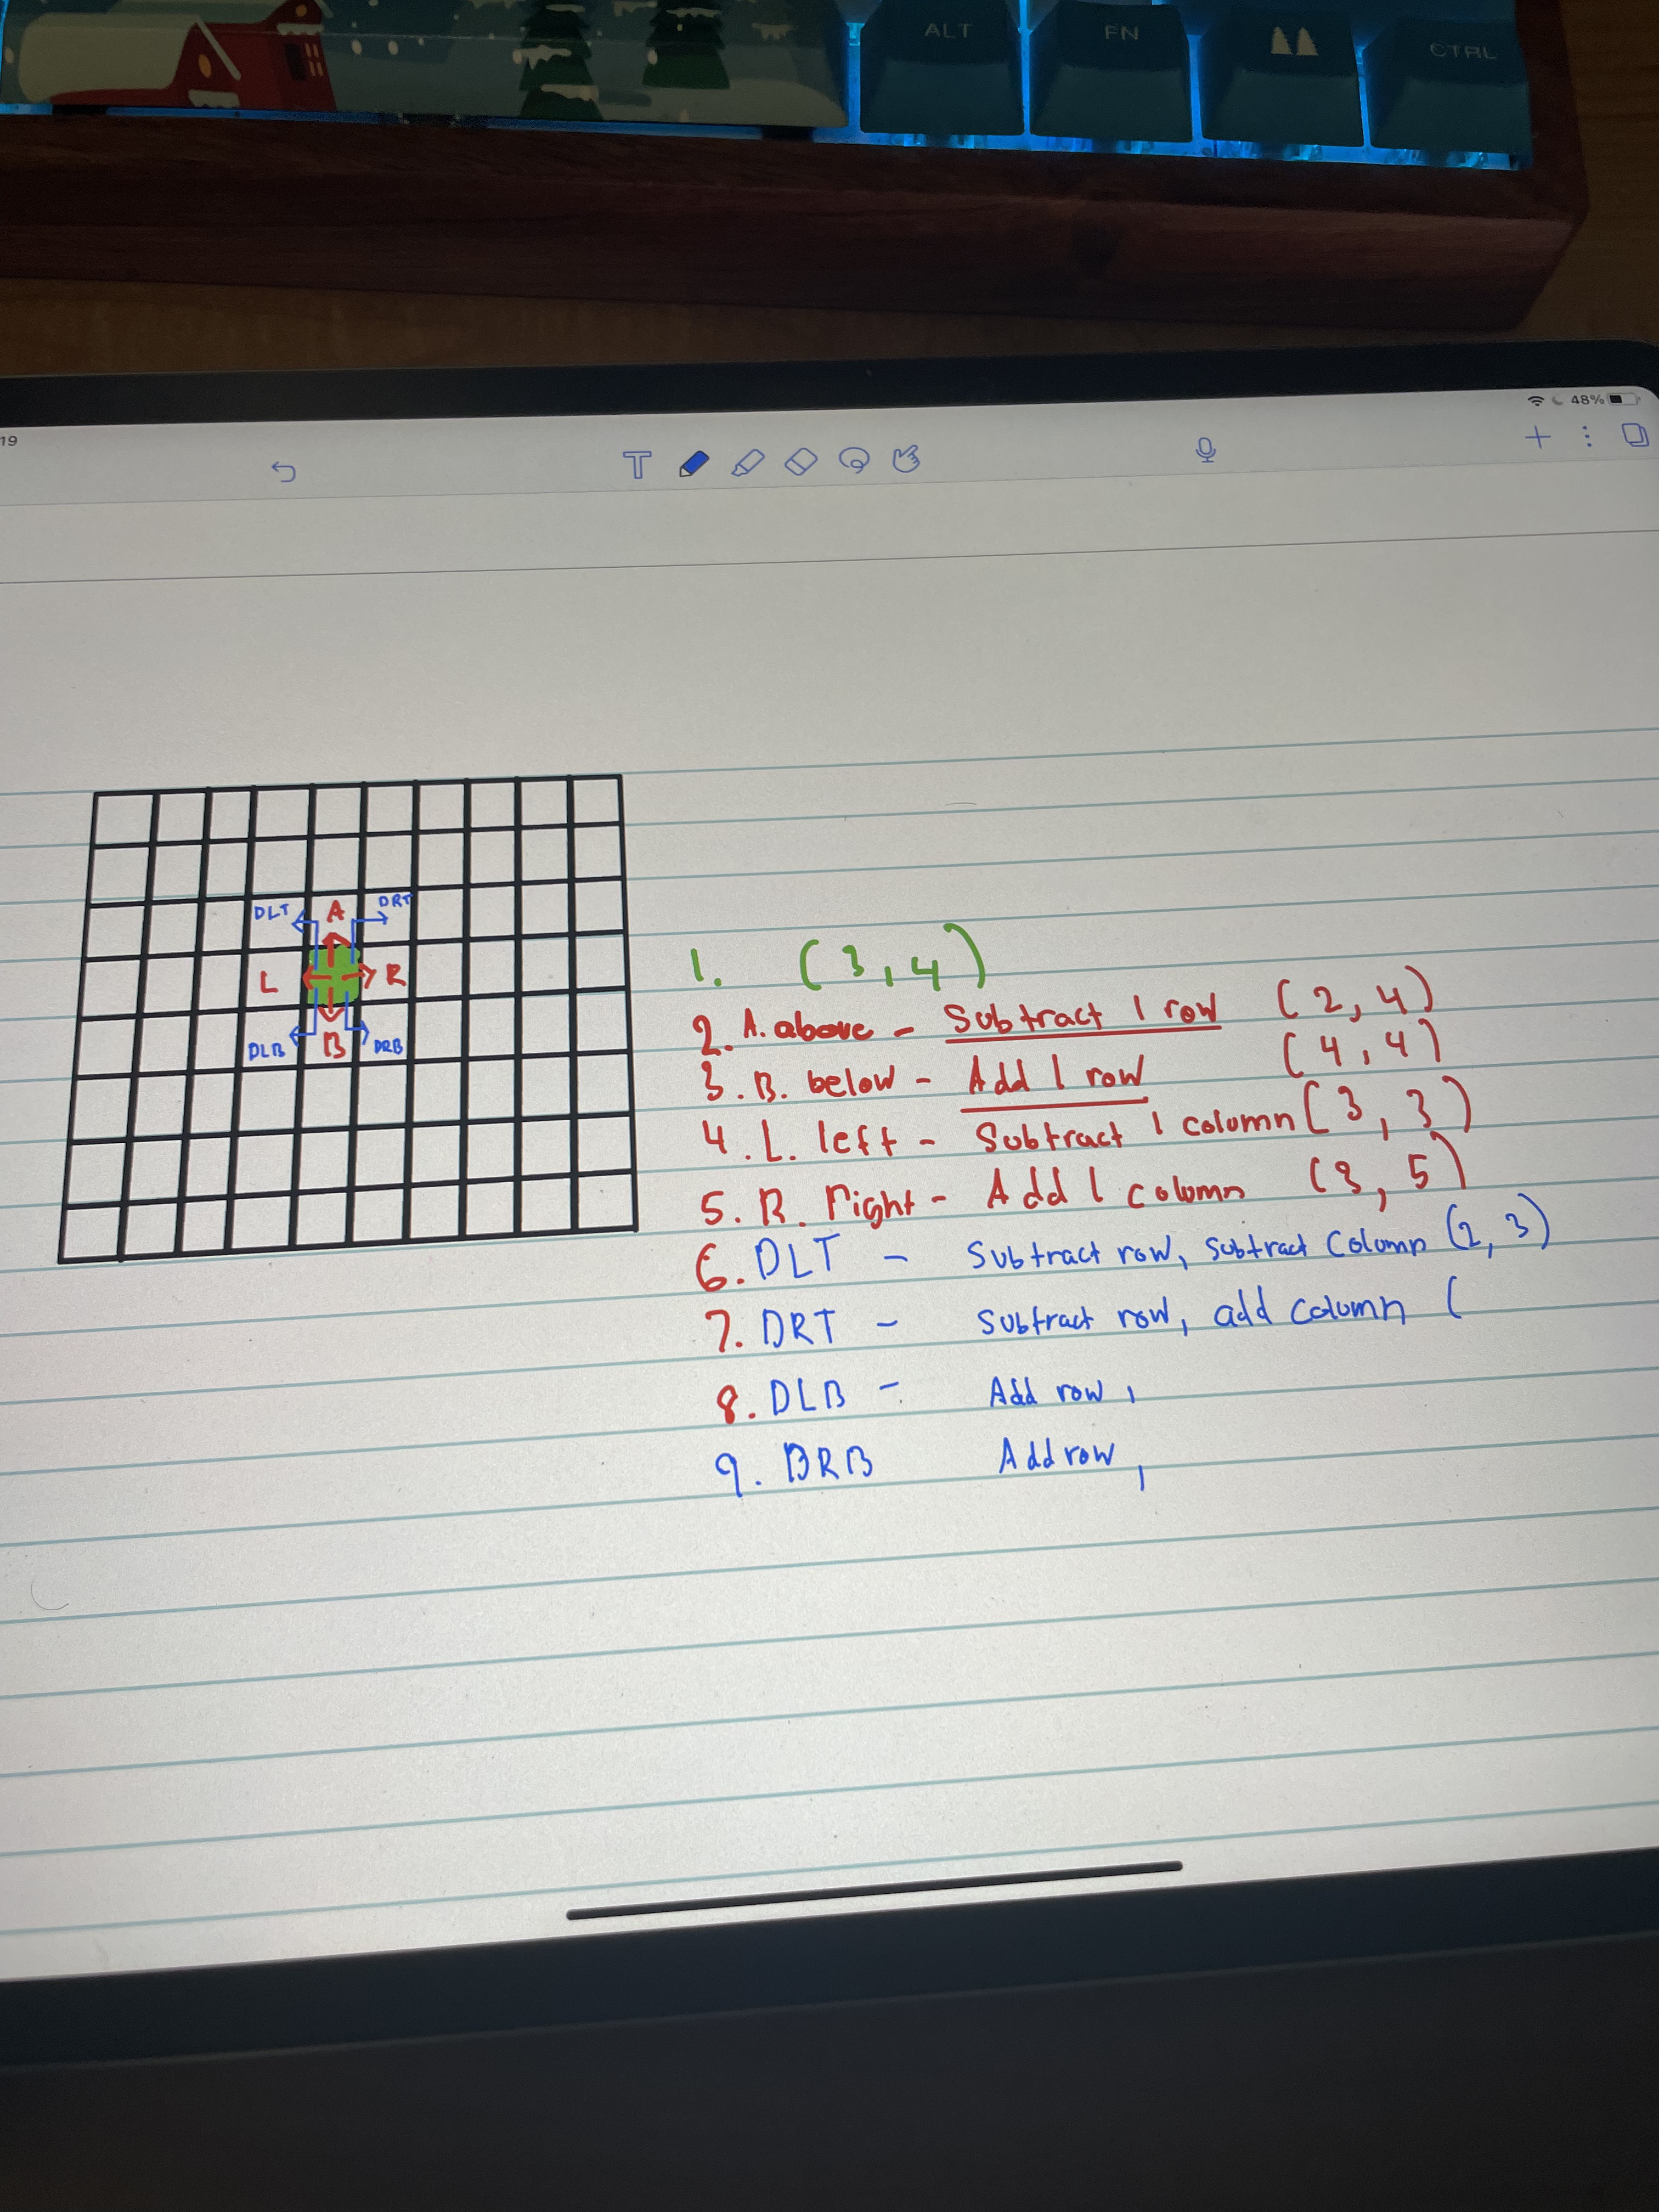 ALT FN CTRL
19 48%
T
DLT A DRT
L R
DLB B DRB
1. (3,4)
2. A. above - Subtract 1 row (2,4)
3. B. below - Add 1 row (4,4)
4. L. left - Subtract 1 column (3,3)
5. R. Right - Add 1 column (3,5)
6. DLT - Subtract row, subtract column (2,3)
7. DRT - Subtract row, add column (
8. DLB - Add row,
9. DRB Add row,